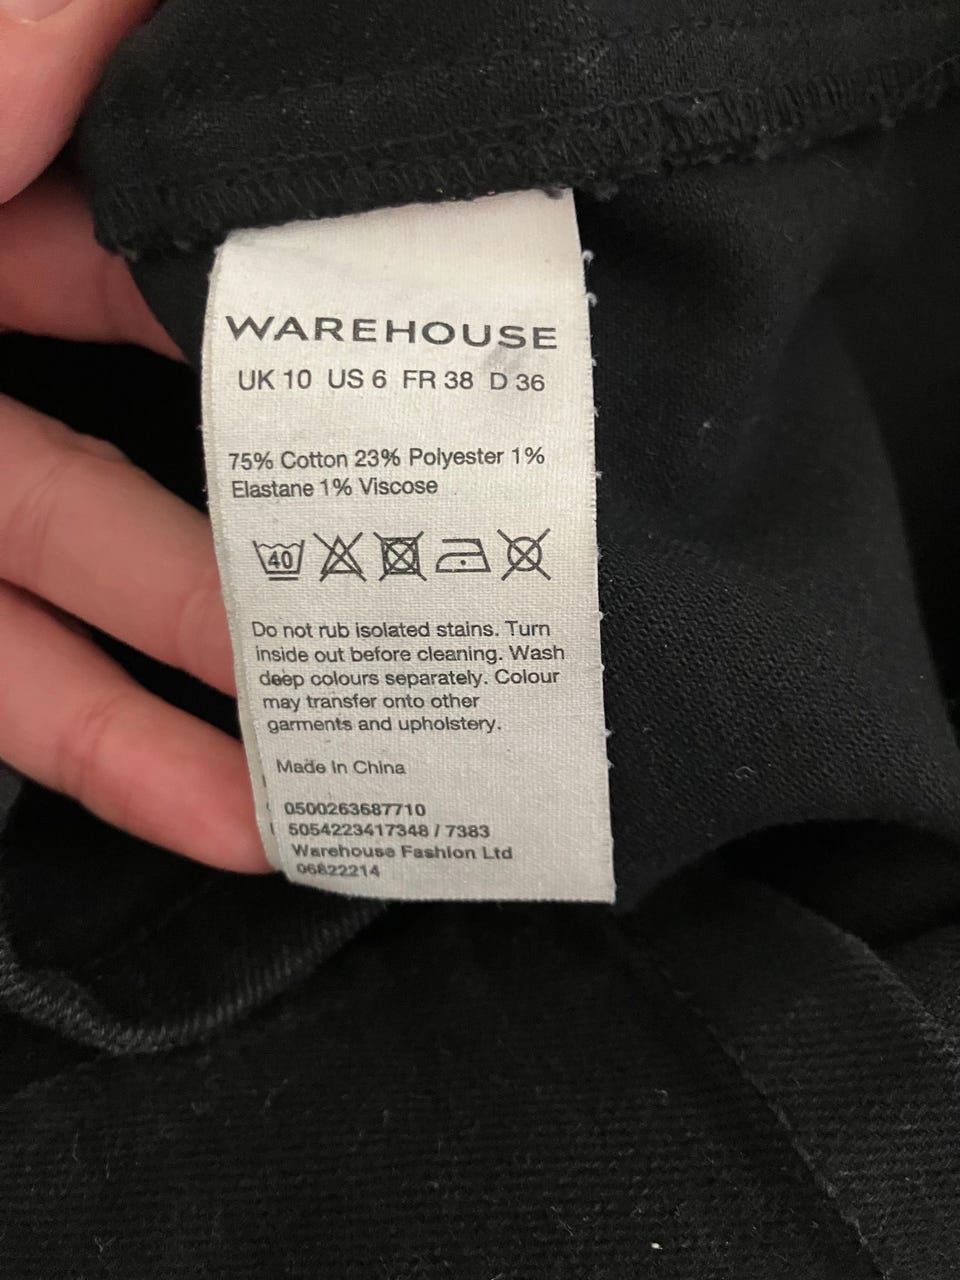 WAREHOUSE
UK 10 US 6 FR 38 D 36
75% Cotton 23% Polyester 1%
Elastane 1% Viscose
40
Do not rub isolated stains. Turn
inside out before cleaning. Wash
deep colours separately. Colour
may transfer onto other
garments and upholstery.
Made In China
0500263687710
5054223417348 / 7383
Warehouse Fashion Ltd
06822214